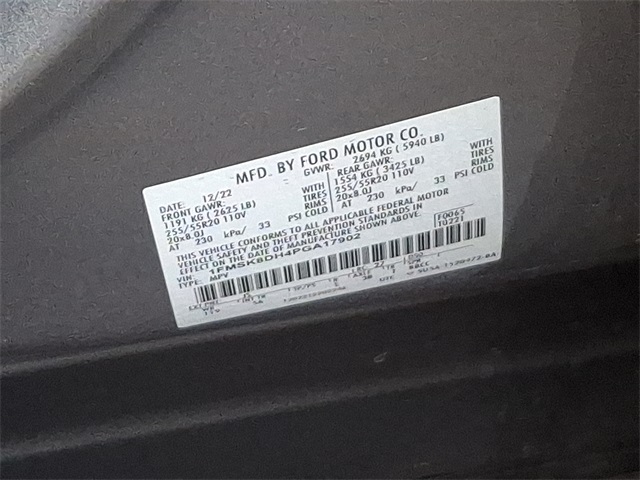 MFD. BY FORD MOTOR CO.
DATE: 12/22 GVWR: 2694 KG ( 5940 LB)
FRONT GAWR: REAR GAWR:
1191 KG ( 2625 LB) WITH 1554 KG ( 3425 LB) WITH
255/55R20 110V TIRES 255/55R20 110V TIRES
20x8.0J RIMS 20x8.0J RIMS
AT 230 kPa/ 33 PSI COLD AT 230 kPa/ 33 PSI COLD
THIS VEHICLE CONFORMS TO ALL APPLICABLE FEDERAL MOTOR
VEHICLE SAFETY AND THEFT PREVENTION STANDARDS IN
EFFECT ON THE DATE OF MANUFACTURE SHOWN ABOVE.
F0065
VIN: 1FMSK8DH4PGA17902
TYPE: MPV